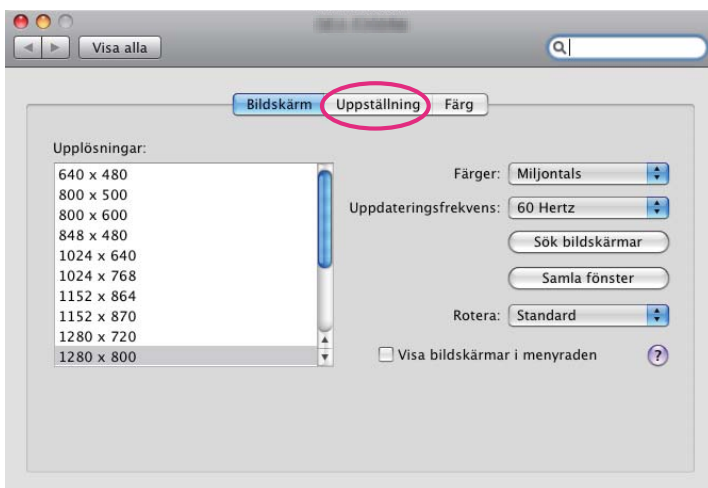 Visa alla
Bildskärm Uppställning Färg
Upplösningar:
640 x 480
800 x 500
800 x 600
848 x 480
1024 x 640
1024 x 768
1152 x 864
1152 x 870
1280 x 720
1280 x 800
Färger: Miljontals
Uppdateringsfrekvens: 60 Hertz
Sök bildskärmar
Samla fönster
Rotera: Standard
Visa bildskärmar i menyraden ?